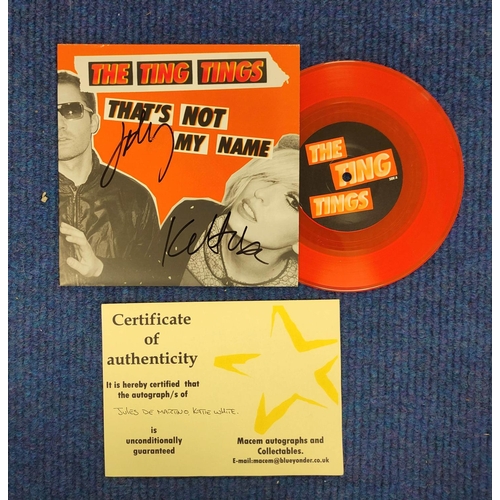 THE TING TINGS
THAT'S NOT
MY NAME
THE
TING
TINGS
Certificate
of
authenticity
It is hereby certified that
the autograph/s of
JULES DE MARTINO, KATIE WHITE.
is
unconditionally
guaranteed
Macem autographs and
Collectables.
E-mail:macem@blueyonder.co.uk